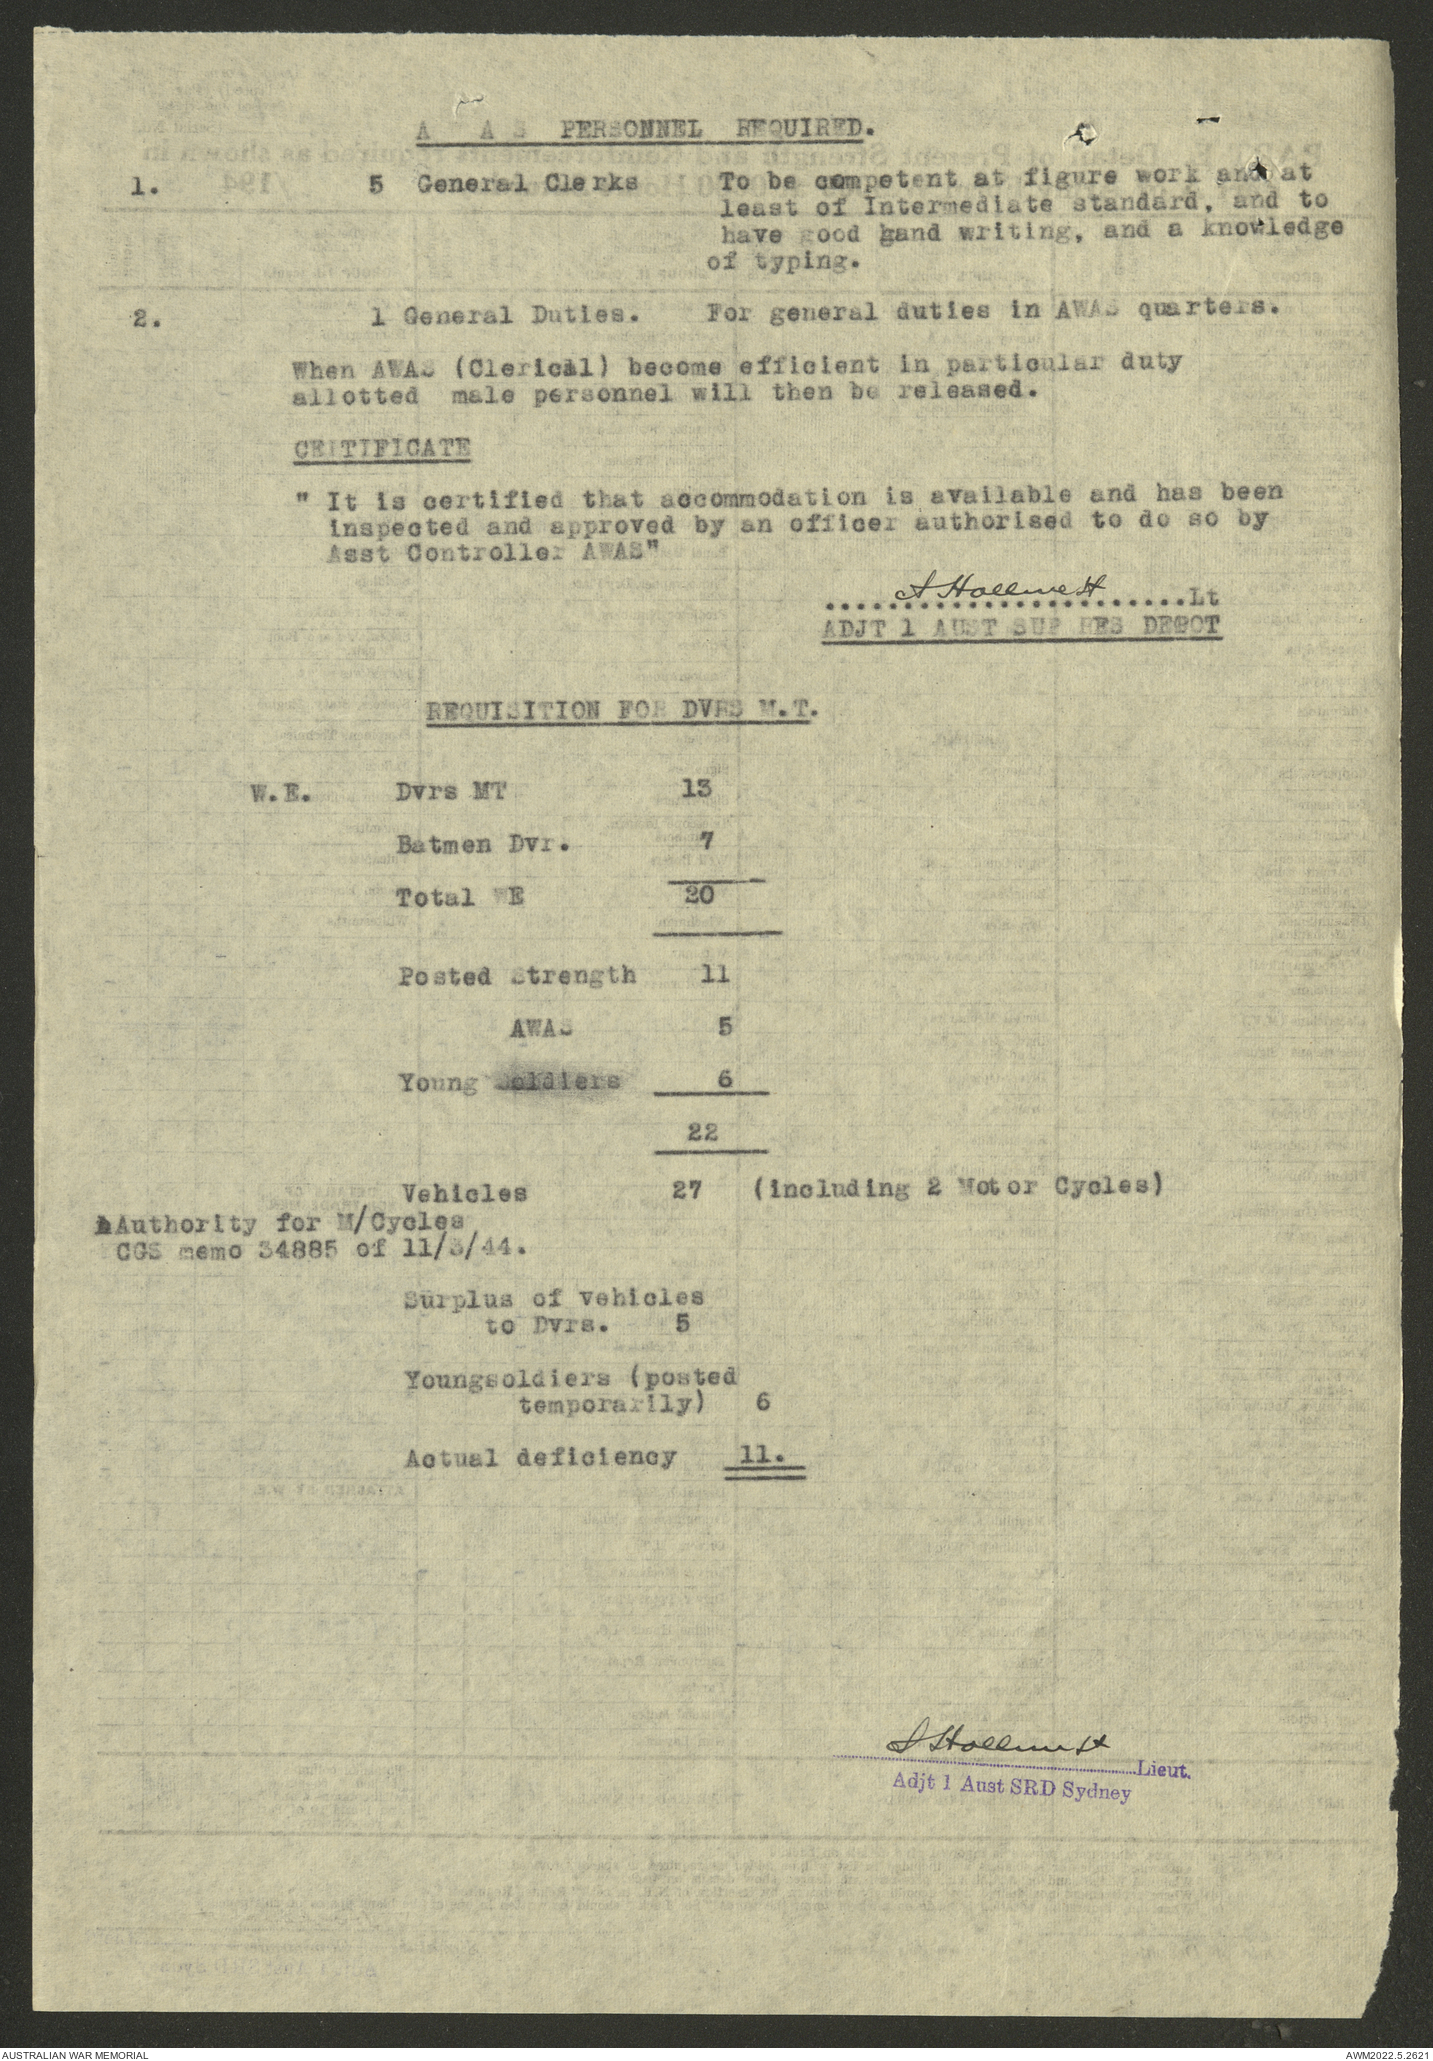 A A S PERSONNEL REQUIRED.
1. 5 General Clerks To be competent at figure work and at
least of Intermediate standard, and to
have good hand writing, and a knowledge
of typing.
2. 1 General Duties. For general duties in AWAS quarters.
When AWAS (Clerical) become efficient in particular duty
allotted male personnel will then be released.
CERTIFICATE
" It is certified that accommodation is available and has been
inspected and approved by an officer authorised to do so by
Asst Controller AWAS"
.......................Lt
ADJT 1 AUST SUP RES DEPOT
REQUISITION FOR DVRS M.T.
W.E. Dvrs MT 13
Batmen Dvr. 7
Total WE 20
Posted Strength 11
AWAS 5
Young Soldiers 6
22
Vehicles 27 (including 2 Motor Cycles)
Authority for M/Cycles
CGS memo 34885 of 11/3/44.
Surplus of vehicles
to Dvrs. 5
Youngsoldiers (posted
temporarily) 6
Actual deficiency 11.
Lieut.
Adjt 1 Aust SRD Sydney
AUSTRALIAN WAR MEMORIAL
AWM2022.5.2621